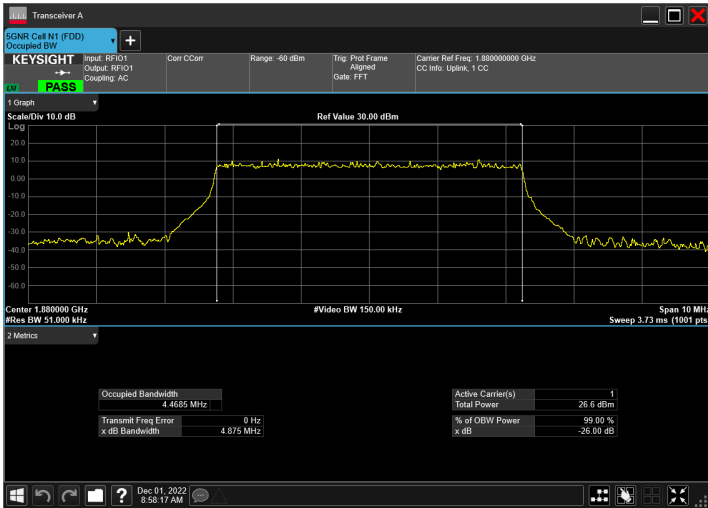 Transceiver A
5GNR Cell N1 (FDD)
Occupied BW
KEYSIGHT
PASS
Input: RFIO1
Output: RFIO1
Coupling: AC
Corr CCorr
Range: -60 dBm
Trig: Prot Frame
Aligned
Gate: FFT
Carrier Ref Freq: 1.880000000 GHz
CC Info: Uplink, 1 CC
1 Graph
Scale/Div 10.0 dB
Ref Value 30.00 dBm
Log
20.0
10.0
0.00
-10.0
-20.0
-30.0
-40.0
-50.0
-60.0
Center 1.880000 GHz
#Video BW 150.00 kHz
Span 10 MHz
#Res BW 51.000 kHz
Sweep 3.73 ms (1001 pts
2 Metrics
Occupied Bandwidth
4.4685 MHz
Transmit Freq Error 0 Hz
x dB Bandwidth 4.875 MHz
Active Carrier(s) 1
Total Power 26.6 dBm
% of OBW Power 99.00 %
x dB -26.00 dB
Dec 01, 2022
8:58:17 AM